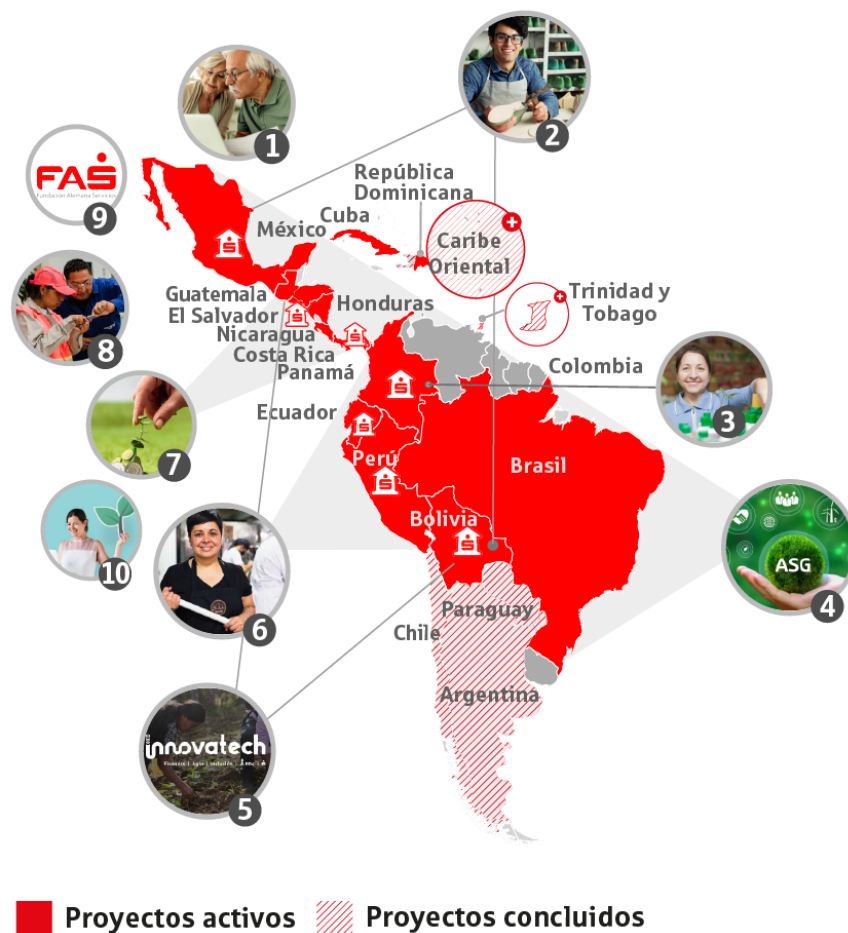 1
2
República
Dominicana
FAS
Fundación Alemana Servicios
9
Cuba
México
Caribe
Oriental
Guatemala
Honduras
El Salvador
Nicaragua
Costa Rica
Panamá
Trinidad y
Tobago
8
Colombia
3
Ecuador
7
Perú
Brasil
Bolivia
10
6
ASG
4
Paraguay
Chile
Argentina
innovatech
5
Proyectos activos
Proyectos concluidos